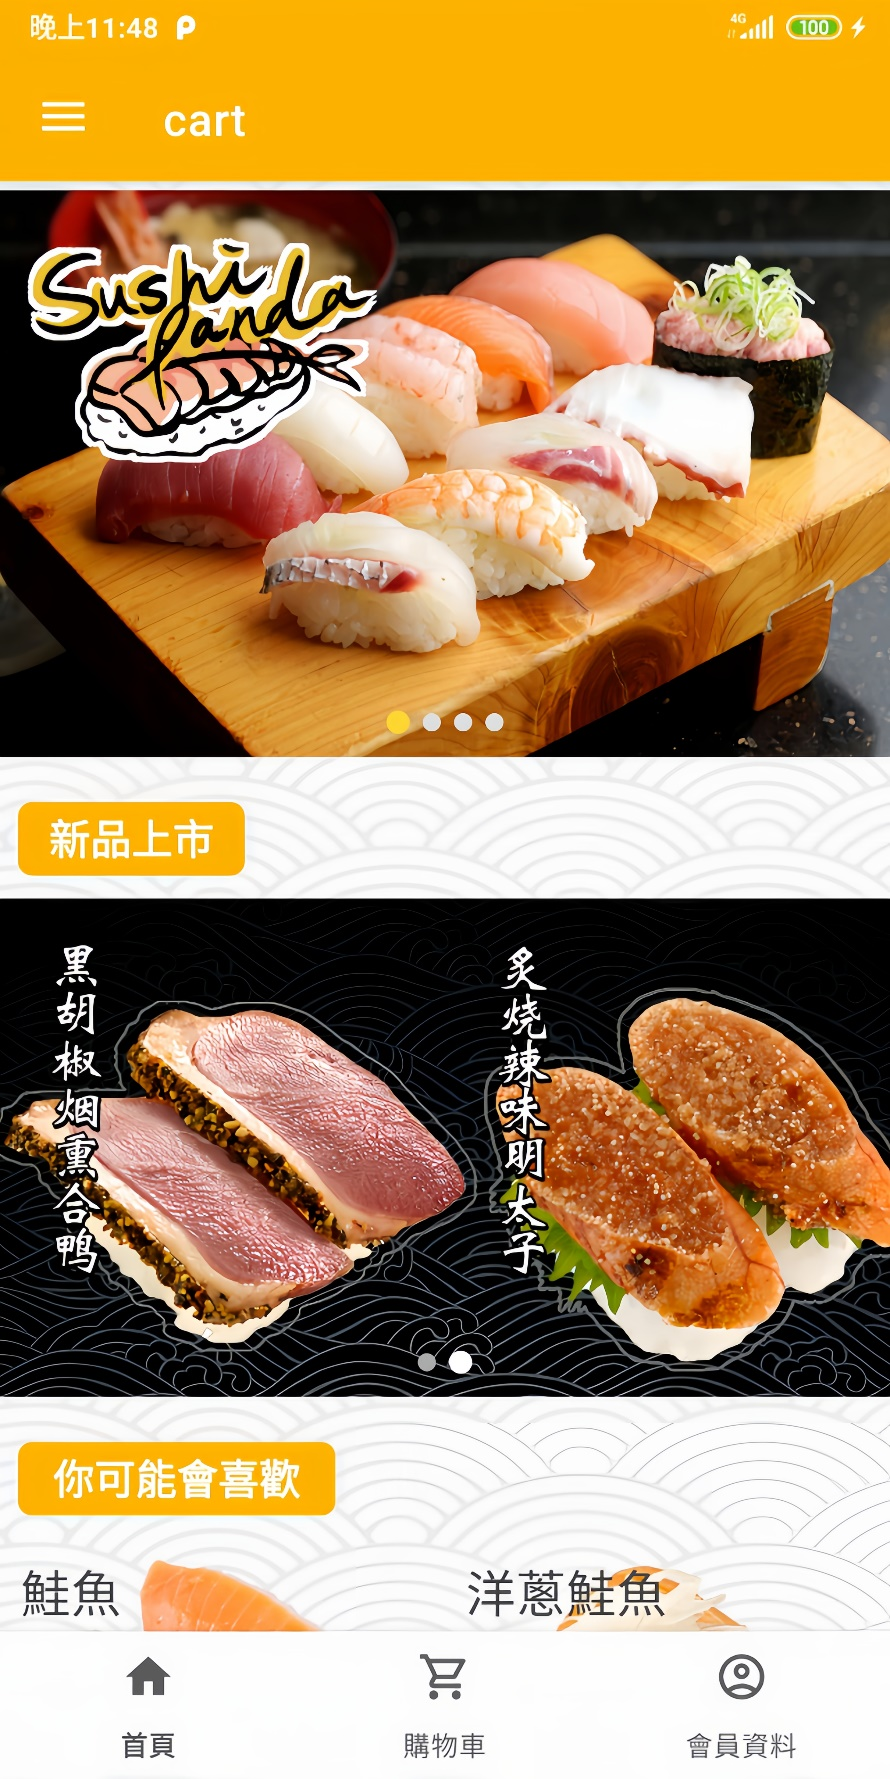 晚上11:48
4G
100
cart
Sushi
Panda
新品上市
黑胡椒烟熏合鸭
炙烧辣味明太子
你可能會喜歡
鮭魚
洋蔥鮭魚
首頁
購物車
會員資料